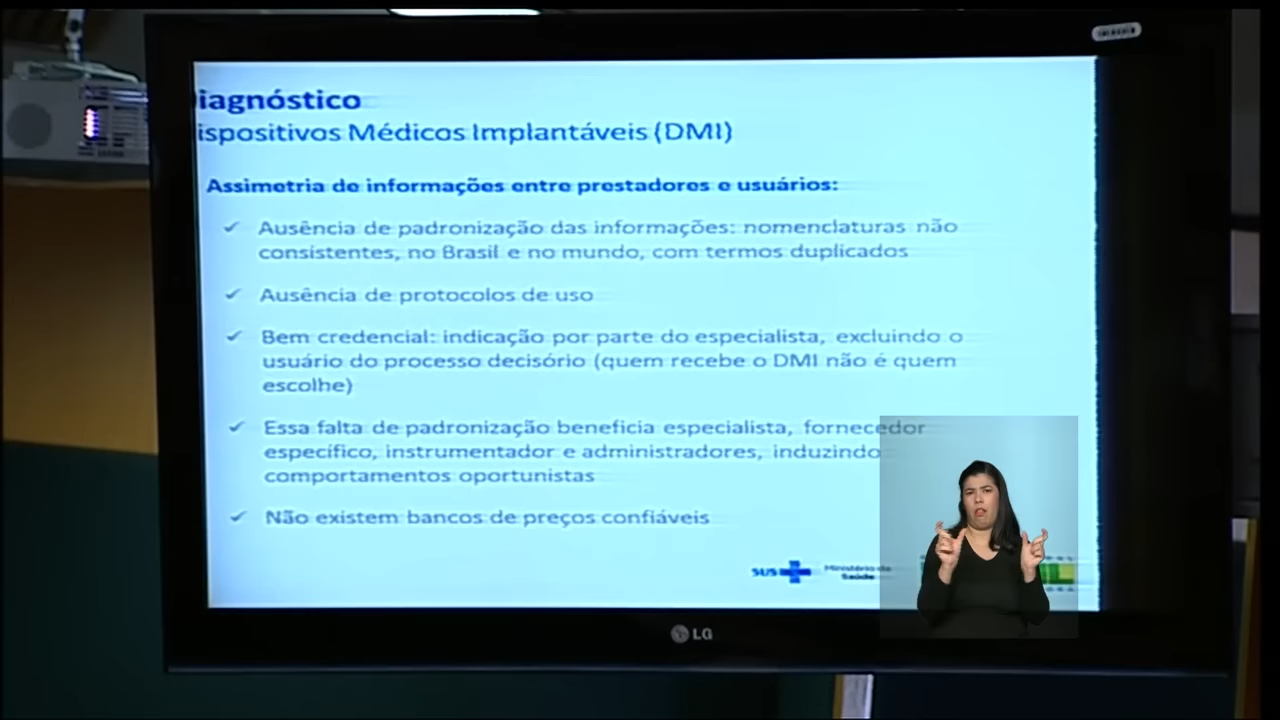 iagnóstico
ispositivos Médicos Implantáveis (DMI)
Assimetria de informações entre prestadores e usuários:
✓ Ausência de padronização das informações: nomenclaturas não
consistentes, no Brasil e no mundo, com termos duplicados
✓ Ausência de protocolos de uso
✓ Bem credencial: indicação por parte do especialista, excluindo o
usuário do processo decisório (quem recebe o DMI não é quem
escolhe)
✓ Essa falta de padronização beneficia especialista, fornecedor
específico, instrumentador e administradores, induzindo
comportamentos oportunistas
✓ Não existem bancos de preços confiáveis
SUS
Ministério da
Saúde
LG